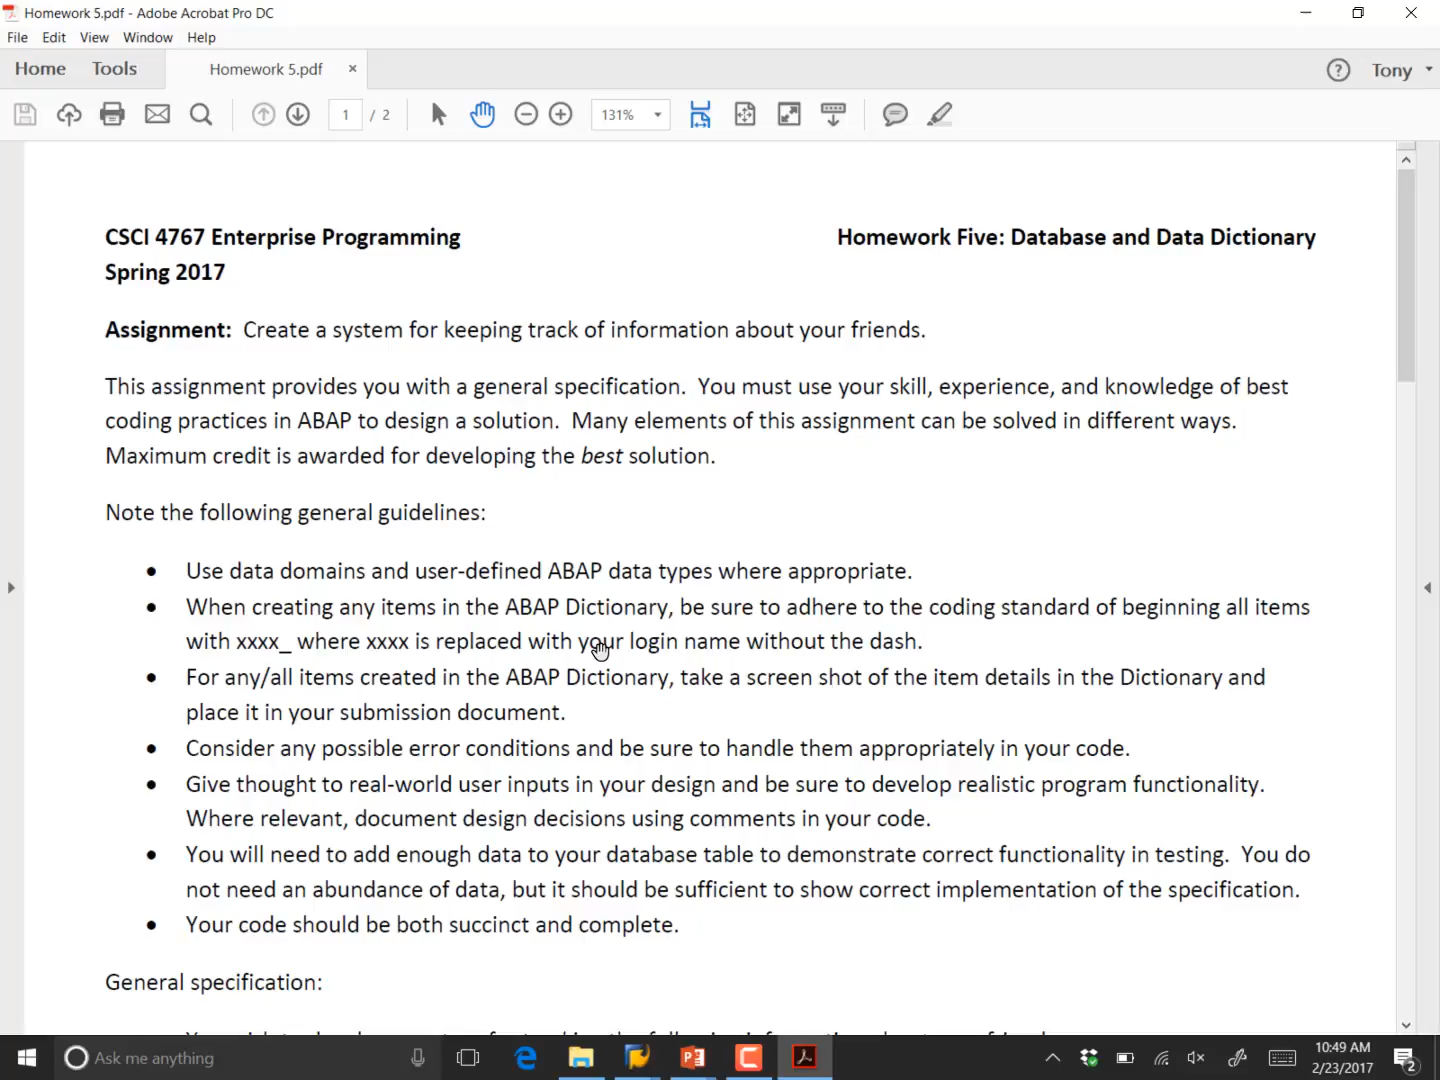 Homework 5.pdf - Adobe Acrobat Pro DC
File Edit View Window Help
Home Tools Homework 5.pdf × ? Tony
1 / 2 131%
CSCI 4767 Enterprise Programming Homework Five: Database and Data Dictionary
Spring 2017
Assignment: Create a system for keeping track of information about your friends.
This assignment provides you with a general specification. You must use your skill, experience, and knowledge of best
coding practices in ABAP to design a solution. Many elements of this assignment can be solved in different ways.
Maximum credit is awarded for developing the best solution.
Note the following general guidelines:
• Use data domains and user-defined ABAP data types where appropriate.
• When creating any items in the ABAP Dictionary, be sure to adhere to the coding standard of beginning all items
with xxxx_ where xxxx is replaced with your login name without the dash.
• For any/all items created in the ABAP Dictionary, take a screen shot of the item details in the Dictionary and
place it in your submission document.
• Consider any possible error conditions and be sure to handle them appropriately in your code.
• Give thought to real-world user inputs in your design and be sure to develop realistic program functionality.
Where relevant, document design decisions using comments in your code.
• You will need to add enough data to your database table to demonstrate correct functionality in testing. You do
not need an abundance of data, but it should be sufficient to show correct implementation of the specification.
• Your code should be both succinct and complete.
General specification:
Ask me anything
10:49 AM
2/23/2017
2